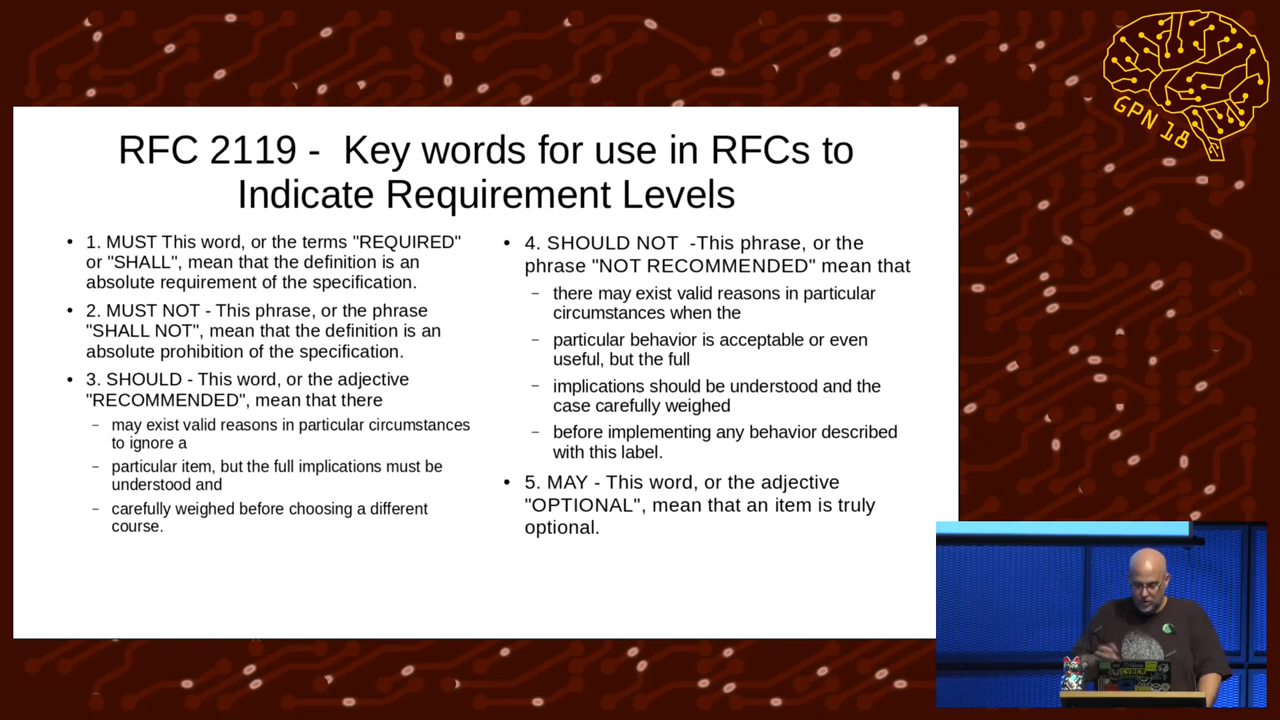 RFC 2119 -  Key words for use in RFCs to
Indicate Requirement Levels
• 1. MUST This word, or the terms "REQUIRED"
or "SHALL", mean that the definition is an
absolute requirement of the specification.
• 2. MUST NOT - This phrase, or the phrase
"SHALL NOT", mean that the definition is an
absolute prohibition of the specification.
• 3. SHOULD - This word, or the adjective
"RECOMMENDED", mean that there
– may exist valid reasons in particular circumstances
to ignore a
– particular item, but the full implications must be
understood and
– carefully weighed before choosing a different
course.
• 4. SHOULD NOT  -This phrase, or the
phrase "NOT RECOMMENDED" mean that
– there may exist valid reasons in particular
circumstances when the
– particular behavior is acceptable or even
useful, but the full
– implications should be understood and the
case carefully weighed
– before implementing any behavior described
with this label.
• 5. MAY - This word, or the adjective
"OPTIONAL", mean that an item is truly
optional.
GPN 18
CYBER